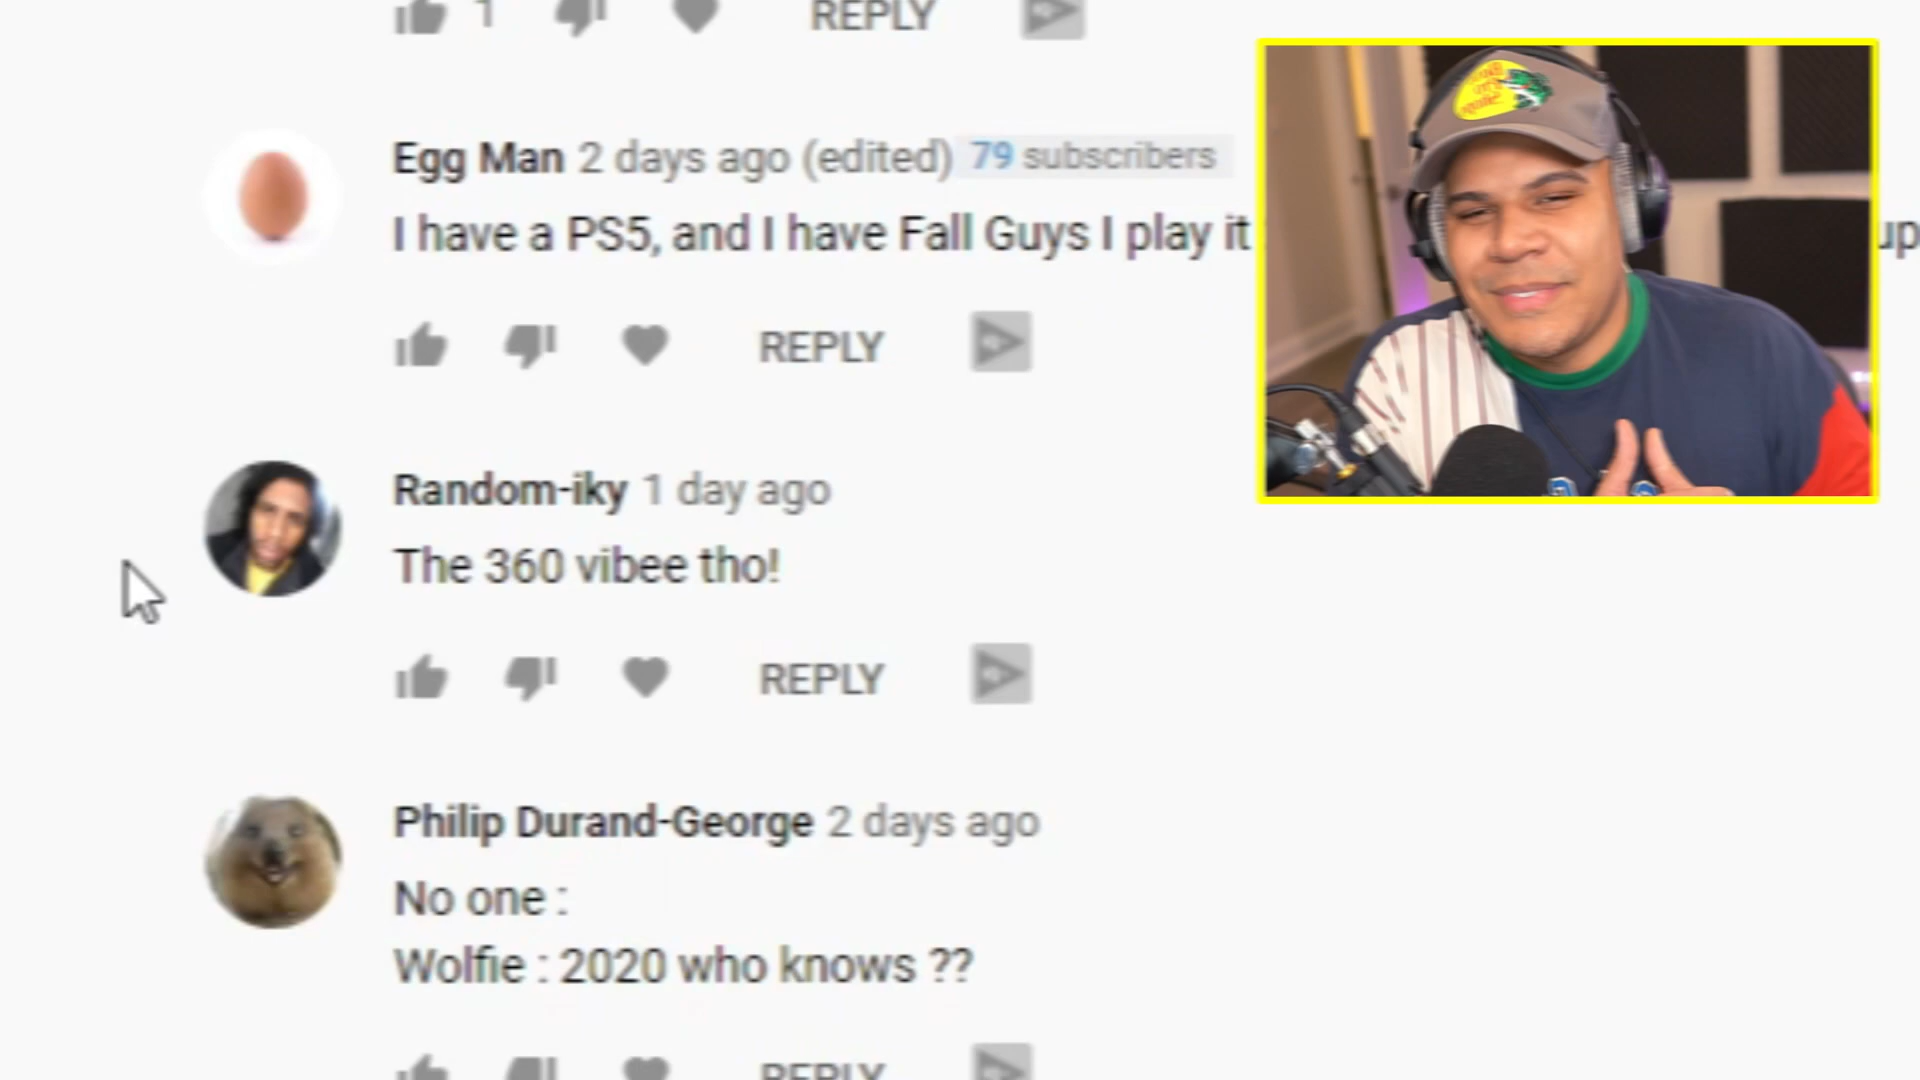 1 REPLY
Egg Man 2 days ago (edited) 79 subscribers
I have a PS5, and I have Fall Guys I play it up
REPLY
Random-iky 1 day ago
The 360 vibee tho!
REPLY
Philip Durand-George 2 days ago
No one :
Wolfie : 2020 who knows ??
REPLY